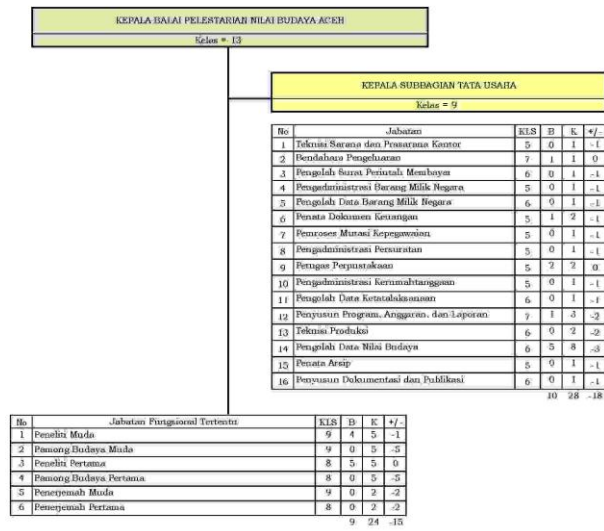 KEPALA BALAI PELESTARIAN NILAI BUDAYA ACEH
Kelas = 13
KEPALA SUBBAGIAN TATA USAHA
Kelas = 9
No Jabatan KLS B K +/-
1 Teknisi Sarana dan Prasarana Kantor 5 0 1 -1
2 Bendahara Pengeluaran 7 1 1 0
3 Pengolah Surat Perintah Membayar 6 0 1 -1
4 Pengadministrasi Barang Milik Negara 5 0 1 -1
5 Pengolah Data Barang Milik Negara 6 0 1 -1
6 Penata Dokumen Keuangan 5 1 2 -1
7 Pemroses Mutasi Kepegawaian 5 0 1 -1
8 Pengadministrasi Persuratan 5 0 1 -1
9 Petugas Perpustakaan 5 2 2 0
10 Pengadministrasi Kerumahtanggaan 5 0 1 -1
11 Pengolah Data Ketatalaksanaan 6 0 1 -1
12 Penyusun Program, Anggaran, dan Laporan 7 1 3 -2
13 Teknisi Produksi 6 0 2 -2
14 Pengolah Data Nilai Budaya 6 5 8 -3
15 Penata Arsip 5 0 1 -1
16 Penyusun Dokumentasi dan Publikasi 6 0 1 -1
10 28 -18
No Jabatan Fungsional Tertentu KLS B K +/-
1 Peneliti Muda 9 4 5 -1
2 Pamong Budaya Muda 9 0 5 -5
3 Peneliti Pertama 8 5 5 0
4 Pamong Budaya Pertama 8 0 5 -5
5 Penerjemah Muda 9 0 2 -2
6 Penerjemah Pertama 8 0 2 -2
9 24 -15